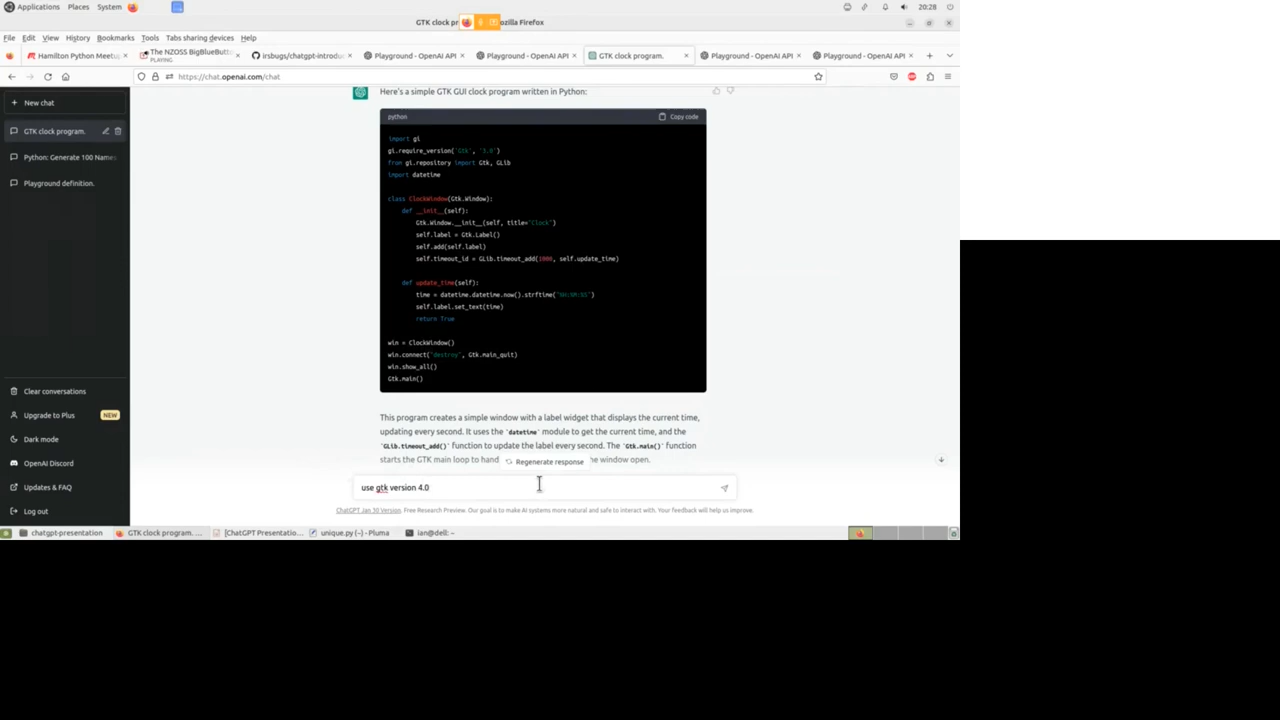 Applications Places System 20:28
GTK clock pr ozilla Firefox
File Edit View History Bookmarks Tools Tabs sharing devices Help
Hamilton Python Meetup The NZOSS BigBlueButto irsbugs/chatgpt-introduc Playground - OpenAI API Playground - OpenAI API GTK clock program. Playground - OpenAI API Playground - OpenAI API
PLAYING
https://chat.openai.com/chat
New chat
GTK clock program.
Python: Generate 100 Names
Playground definition.
Clear conversations
Upgrade to Plus NEW
Dark mode
OpenAI Discord
Updates & FAQ
Log out
Here's a simple GTK GUI clock program written in Python:
python Copy code
import gi
gi.require_version('Gtk', '3.0')
from gi.repository import Gtk, GLib
import datetime
class ClockWindow(Gtk.Window):
def __init__(self):
Gtk.Window.__init__(self, title="Clock")
self.label = Gtk.Label()
self.add(self.label)
self.timeout_id = GLib.timeout_add(1000, self.update_time)
def update_time(self):
time = datetime.datetime.now().strftime("%H:%M:%S")
self.label.set_text(time)
return True
win = ClockWindow()
win.connect("destroy", Gtk.main_quit)
win.show_all()
Gtk.main()
This program creates a simple window with a label widget that displays the current time,
updating every second. It uses the `datetime` module to get the current time, and the
`GLib.timeout_add()` function to update the label every second. The `Gtk.main()` function
starts the GTK main loop to hand Regenerate response he window open.
use gtk version 4.0
ChatGPT Jan 30 Version. Free Research Preview. Our goal is to make AI systems more natural and safe to interact with. Your feedback will help us improve.
chatgpt-presentation GTK clock program. ... [ChatGPT Presentatio... unique.py (~) - Pluma ian@dell: ~